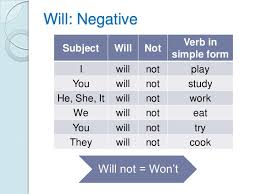 Will: Negative
Subject Will Not Verb in simple form
I will not play
You will not study
He, She, It will not work
We will not eat
You will not try
They will not cook
Will not = Won't